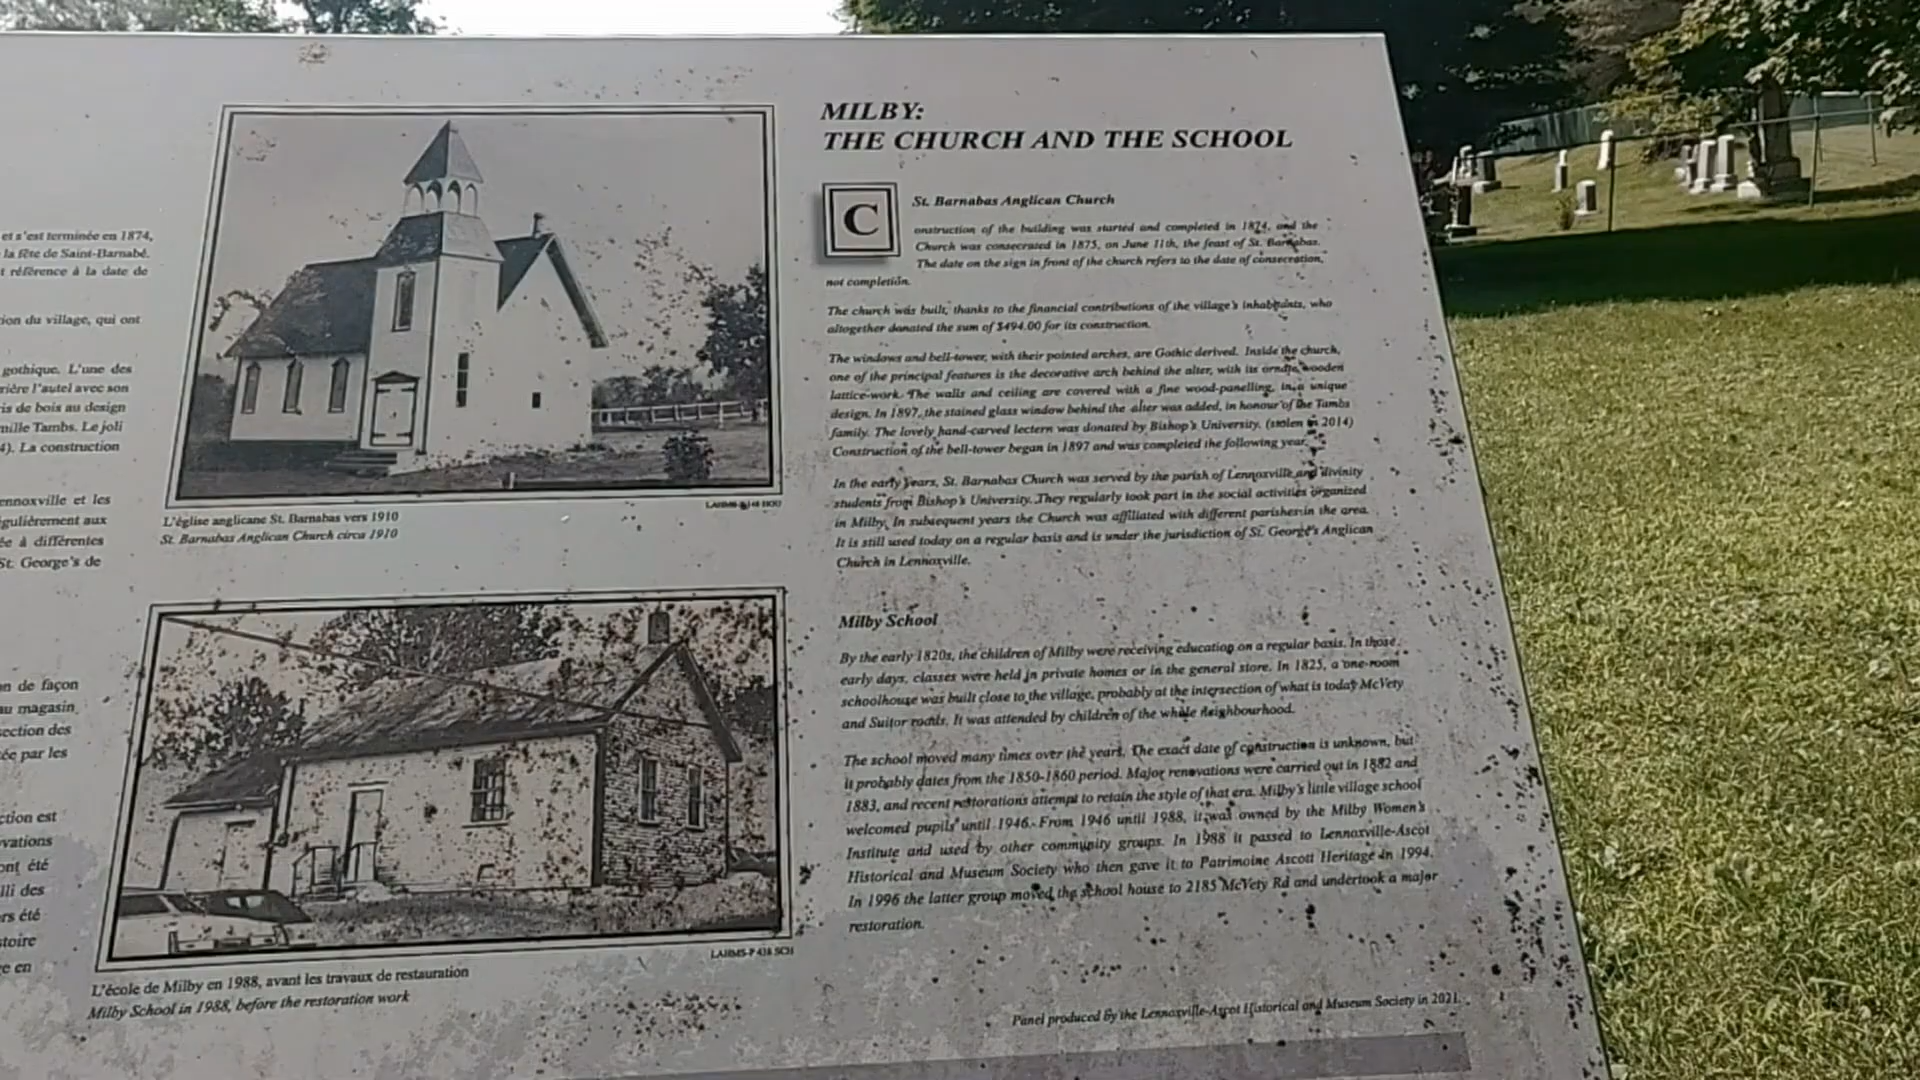 et s'est terminée en 1874,
la fête de Saint-Barnabé.
référence à la date de
ion du village, qui ont
gothique. L'une des
rière l'autel avec son
is de bois au design
mille Tambs. Le joli
4). La construction
ennoxville et les
gulièrement aux
ée à différentes
St. George's de
on de façon
au magasin
section des
ée par les
ction est
vations
ont été
lli des
rs été
stoire
ge en
L'église anglicane St. Barnabas vers 1910
St. Barnabas Anglican Church circa 1910
L'école de Milby en 1988, avant les travaux de restauration
Milby School in 1988, before the restoration work
MILBY:
THE CHURCH AND THE SCHOOL
St. Barnabas Anglican Church
Construction of the building was started and completed in 1874, and the
Church was consecrated in 1875, on June 11th, the feast of St. Barnabas.
The date on the sign in front of the church refers to the date of consecration,
not completion.
The church was built, thanks to the financial contributions of the village's inhabitants, who
altogether donated the sum of $494.00 for its construction.
The windows and bell-tower, with their pointed arches, are Gothic derived. Inside the church,
one of the principal features is the decorative arch behind the alter, with its ornate wooden
lattice-work. The walls and ceiling are covered with a fine wood-panelling, in a unique
design. In 1897, the stained glass window behind the alter was added, in honour of the Tambs
family. The lovely hand-carved lectern was donated by Bishop's University. (stolen in 2014)
Construction of the bell-tower began in 1897 and was completed the following year.
In the early years, St. Barnabas Church was served by the parish of Lennoxville and divinity
students from Bishop's University. They regularly took part in the social activities organized
in Milby. In subsequent years the Church was affiliated with different parishes in the area.
It is still used today on a regular basis and is under the jurisdiction of St. George's Anglican
Church in Lennoxville.
Milby School
By the early 1820s, the children of Milby were receiving education on a regular basis. In those
early days, classes were held in private homes or in the general store. In 1825, a one-room
schoolhouse was built close to the village, probably at the intersection of what is today McVety
and Suitor roads. It was attended by children of the whole neighbourhood.
The school moved many times over the years. The exact date of construction is unknown, but
it probably dates from the 1850-1860 period. Major renovations were carried out in 1882 and
1883, and recent restorations attempt to retain the style of that era. Milby's little village school
welcomed pupils until 1946. From 1946 until 1988, it was owned by the Milby Women's
Institute and used by other community groups. In 1988 it passed to Lennoxville-Ascot
Historical and Museum Society who then gave it to Patrimoine Ascott Heritage in 1994.
In 1996 the latter group moved the school house to 2185 McVety Rd and undertook a major
restoration.
Panel produced by the Lennoxville-Ascot Historical and Museum Society in 2021.